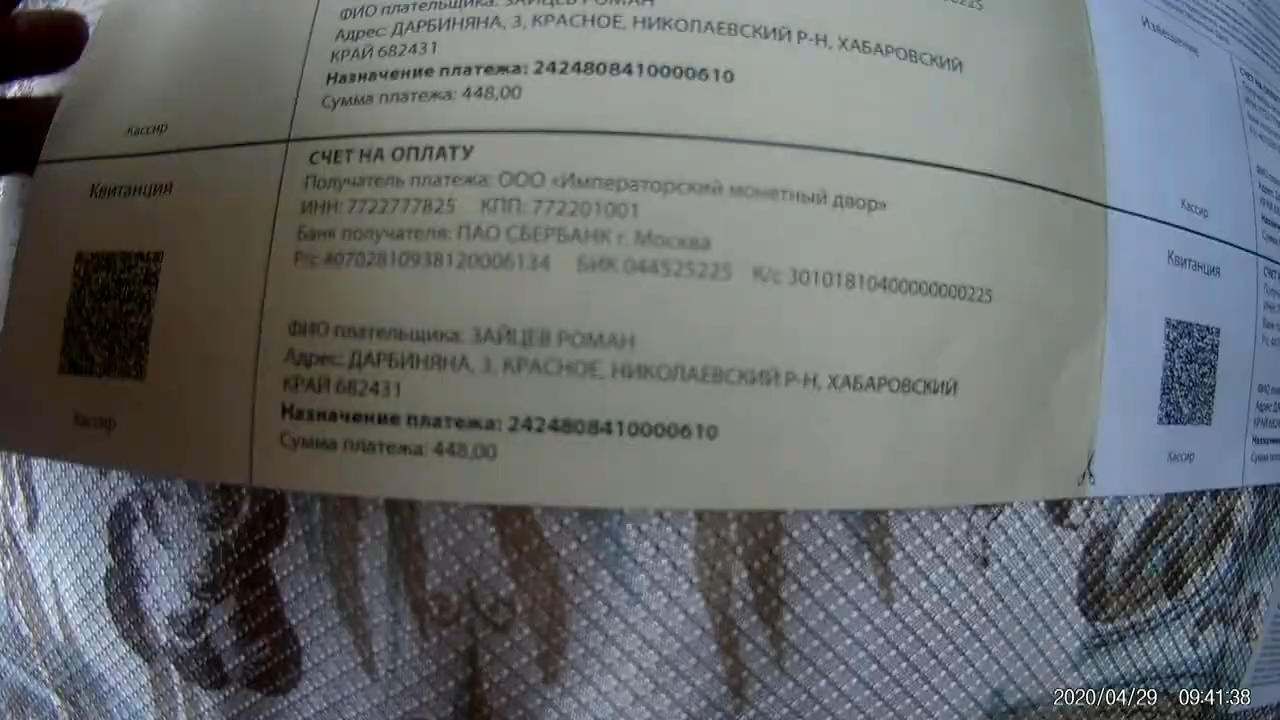 ФИО плательщика: ЗАЙЦЕВ РОМАН
Адрес: ДАРБИНЯНА, 3, КРАСНОЕ, НИКОЛАЕВСКИЙ Р-Н, ХАБАРОВСКИЙ
КРАЙ 682431
Назначение платежа: 2424808410000610
Сумма платежа: 448,00
Кассир
СЧЕТ НА ОПЛАТУ
Квитанция
Получатель платежа: ООО «Императорский монетный двор»
ИНН: 7722777825 КПП: 772201001
Банк получателя: ПАО СБЕРБАНК г. Москва
Р/с 40702810938120006134 БИК 044525225 К/с 30101810400000000225
ФИО плательщика: ЗАЙЦЕВ РОМАН
Адрес: ДАРБИНЯНА, 3, КРАСНОЕ, НИКОЛАЕВСКИЙ Р-Н, ХАБАРОВСКИЙ
КРАЙ 682431
Назначение платежа: 2424808410000610
Сумма платежа: 448,00
Кассир
Извещение
Кассир
Квитанция
Кассир
2020/04/29 09:41:38